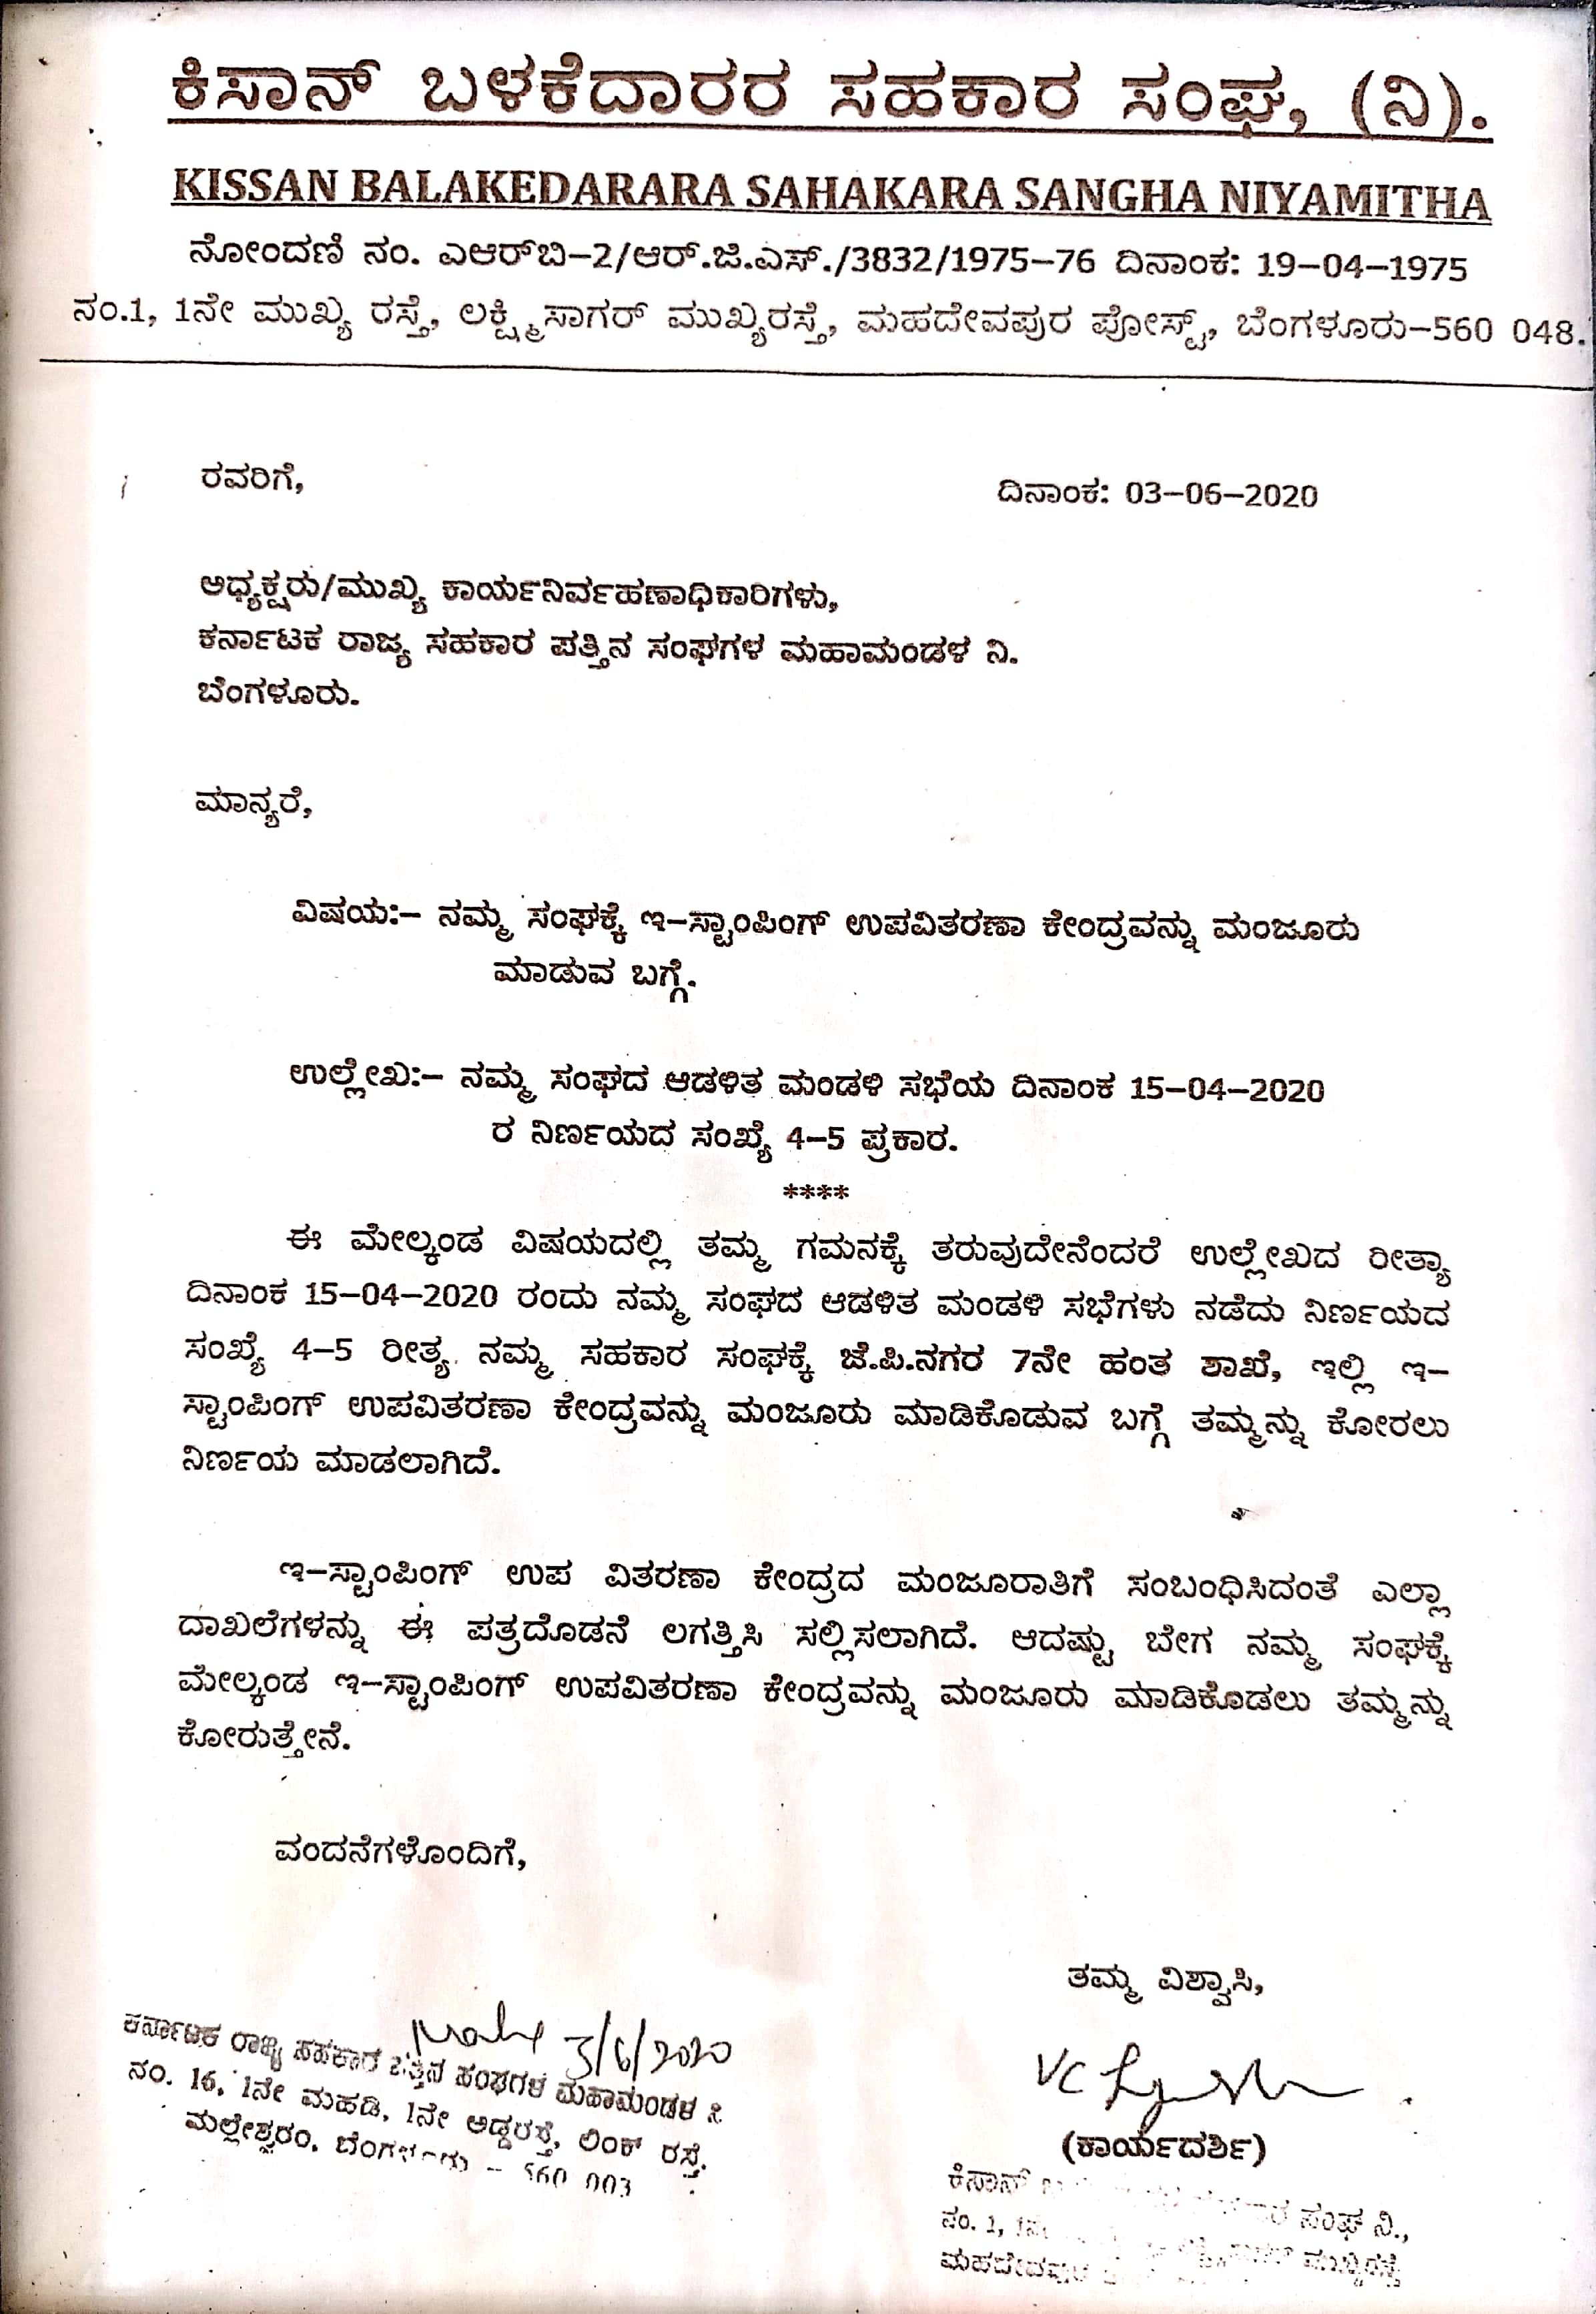 ಕಿಸಾನ್ ಬಳಕೆದಾರರ ಸಹಕಾರ ಸಂಘ, (ನಿ).
KISSAN BALAKEDARARA SAHAKARA SANGHA NIYAMITHA
ನೋಂದಣಿ ನಂ. ಎಆರ್‌ಬಿ-2/ಆರ್.ಜಿ.ಎಸ್./3832/1975-76 ದಿನಾಂಕ: 19-04-1975
ನಂ.1, 1ನೇ ಮುಖ್ಯ ರಸ್ತೆ, ಲಕ್ಷ್ಮಿಸಾಗರ್ ಮುಖ್ಯರಸ್ತೆ, ಮಹದೇವಪುರ ಪೋಸ್ಟ್, ಬೆಂಗಳೂರು-560 048.
ರವರಿಗೆ,
ದಿನಾಂಕ: 03-06-2020
ಅಧ್ಯಕ್ಷರು/ಮುಖ್ಯ ಕಾರ್ಯನಿರ್ವಹಣಾಧಿಕಾರಿಗಳು,
ಕರ್ನಾಟಕ ರಾಜ್ಯ ಸಹಕಾರ ಪತ್ತಿನ ಸಂಘಗಳ ಮಹಾಮಂಡಳ ನಿ.
ಬೆಂಗಳೂರು.
ಮಾನ್ಯರೆ,
ವಿಷಯ:- ನಮ್ಮ ಸಂಘಕ್ಕೆ ಇ-ಸ್ಟಾಂಪಿಂಗ್ ಉಪವಿತರಣಾ ಕೇಂದ್ರವನ್ನು ಮಂಜೂರು
ಮಾಡುವ ಬಗ್ಗೆ.
ಉಲ್ಲೇಖ:- ನಮ್ಮ ಸಂಘದ ಆಡಳಿತ ಮಂಡಳಿ ಸಭೆಯ ದಿನಾಂಕ 15-04-2020
ರ ನಿರ್ಣಯದ ಸಂಖ್ಯೆ 4-5 ಪ್ರಕಾರ.
****
ಈ ಮೇಲ್ಕಂಡ ವಿಷಯದಲ್ಲಿ ತಮ್ಮ ಗಮನಕ್ಕೆ ತರುವುದೇನೆಂದರೆ ಉಲ್ಲೇಖದ ರೀತ್ಯಾ
ದಿನಾಂಕ 15-04-2020 ರಂದು ನಮ್ಮ ಸಂಘದ ಆಡಳಿತ ಮಂಡಳಿ ಸಭೆಗಳು ನಡೆದು ನಿರ್ಣಯದ
ಸಂಖ್ಯೆ 4-5 ರೀತ್ಯ ನಮ್ಮ ಸಹಕಾರ ಸಂಘಕ್ಕೆ ಜೆ.ಪಿ.ನಗರ 7ನೇ ಹಂತ ಶಾಖೆ, ಇಲ್ಲಿ ಇ-
ಸ್ಟಾಂಪಿಂಗ್ ಉಪವಿತರಣಾ ಕೇಂದ್ರವನ್ನು ಮಂಜೂರು ಮಾಡಿಕೊಡುವ ಬಗ್ಗೆ ತಮ್ಮನ್ನು ಕೋರಲು
ನಿರ್ಣಯ ಮಾಡಲಾಗಿದೆ.
ಇ-ಸ್ಟಾಂಪಿಂಗ್ ಉಪ ವಿತರಣಾ ಕೇಂದ್ರದ ಮಂಜೂರಾತಿಗೆ ಸಂಬಂಧಿಸಿದಂತೆ ಎಲ್ಲಾ
ದಾಖಲೆಗಳನ್ನು ಈ ಪತ್ರದೊಡನೆ ಲಗತ್ತಿಸಿ ಸಲ್ಲಿಸಲಾಗಿದೆ. ಆದಷ್ಟು ಬೇಗ ನಮ್ಮ ಸಂಘಕ್ಕೆ
ಮೇಲ್ಕಂಡ ಇ-ಸ್ಟಾಂಪಿಂಗ್ ಉಪವಿತರಣಾ ಕೇಂದ್ರವನ್ನು ಮಂಜೂರು ಮಾಡಿಕೊಡಲು ತಮ್ಮನ್ನು
ಕೋರುತ್ತೇನೆ.
ವಂದನೆಗಳೊಂದಿಗೆ,
ತಮ್ಮ ವಿಶ್ವಾಸಿ,
3/6/2020
ಕರ್ನಾಟಕ ರಾಜ್ಯ ಸಹಕಾರ ಪತ್ತಿನ ಸಂಘಗಳ ಮಹಾಮಂಡಳ ನಿ.
ನಂ. 16, 1ನೇ ಮಹಡಿ, 1ನೇ ಅಡ್ಡರಸ್ತೆ, ಲಿಂಕ್ ರಸ್ತೆ.
ಮಲ್ಲೇಶ್ವರಂ, ಬೆಂಗಳೂರು - 560 003
(ಕಾರ್ಯದರ್ಶಿ)
ಕಿಸಾನ್ ಸಂಘ ನಿ.,
ನಂ. 1, 1ನೇ ಮುಖ್ಯರಸ್ತೆ
ಮಹದೇವಪುರ